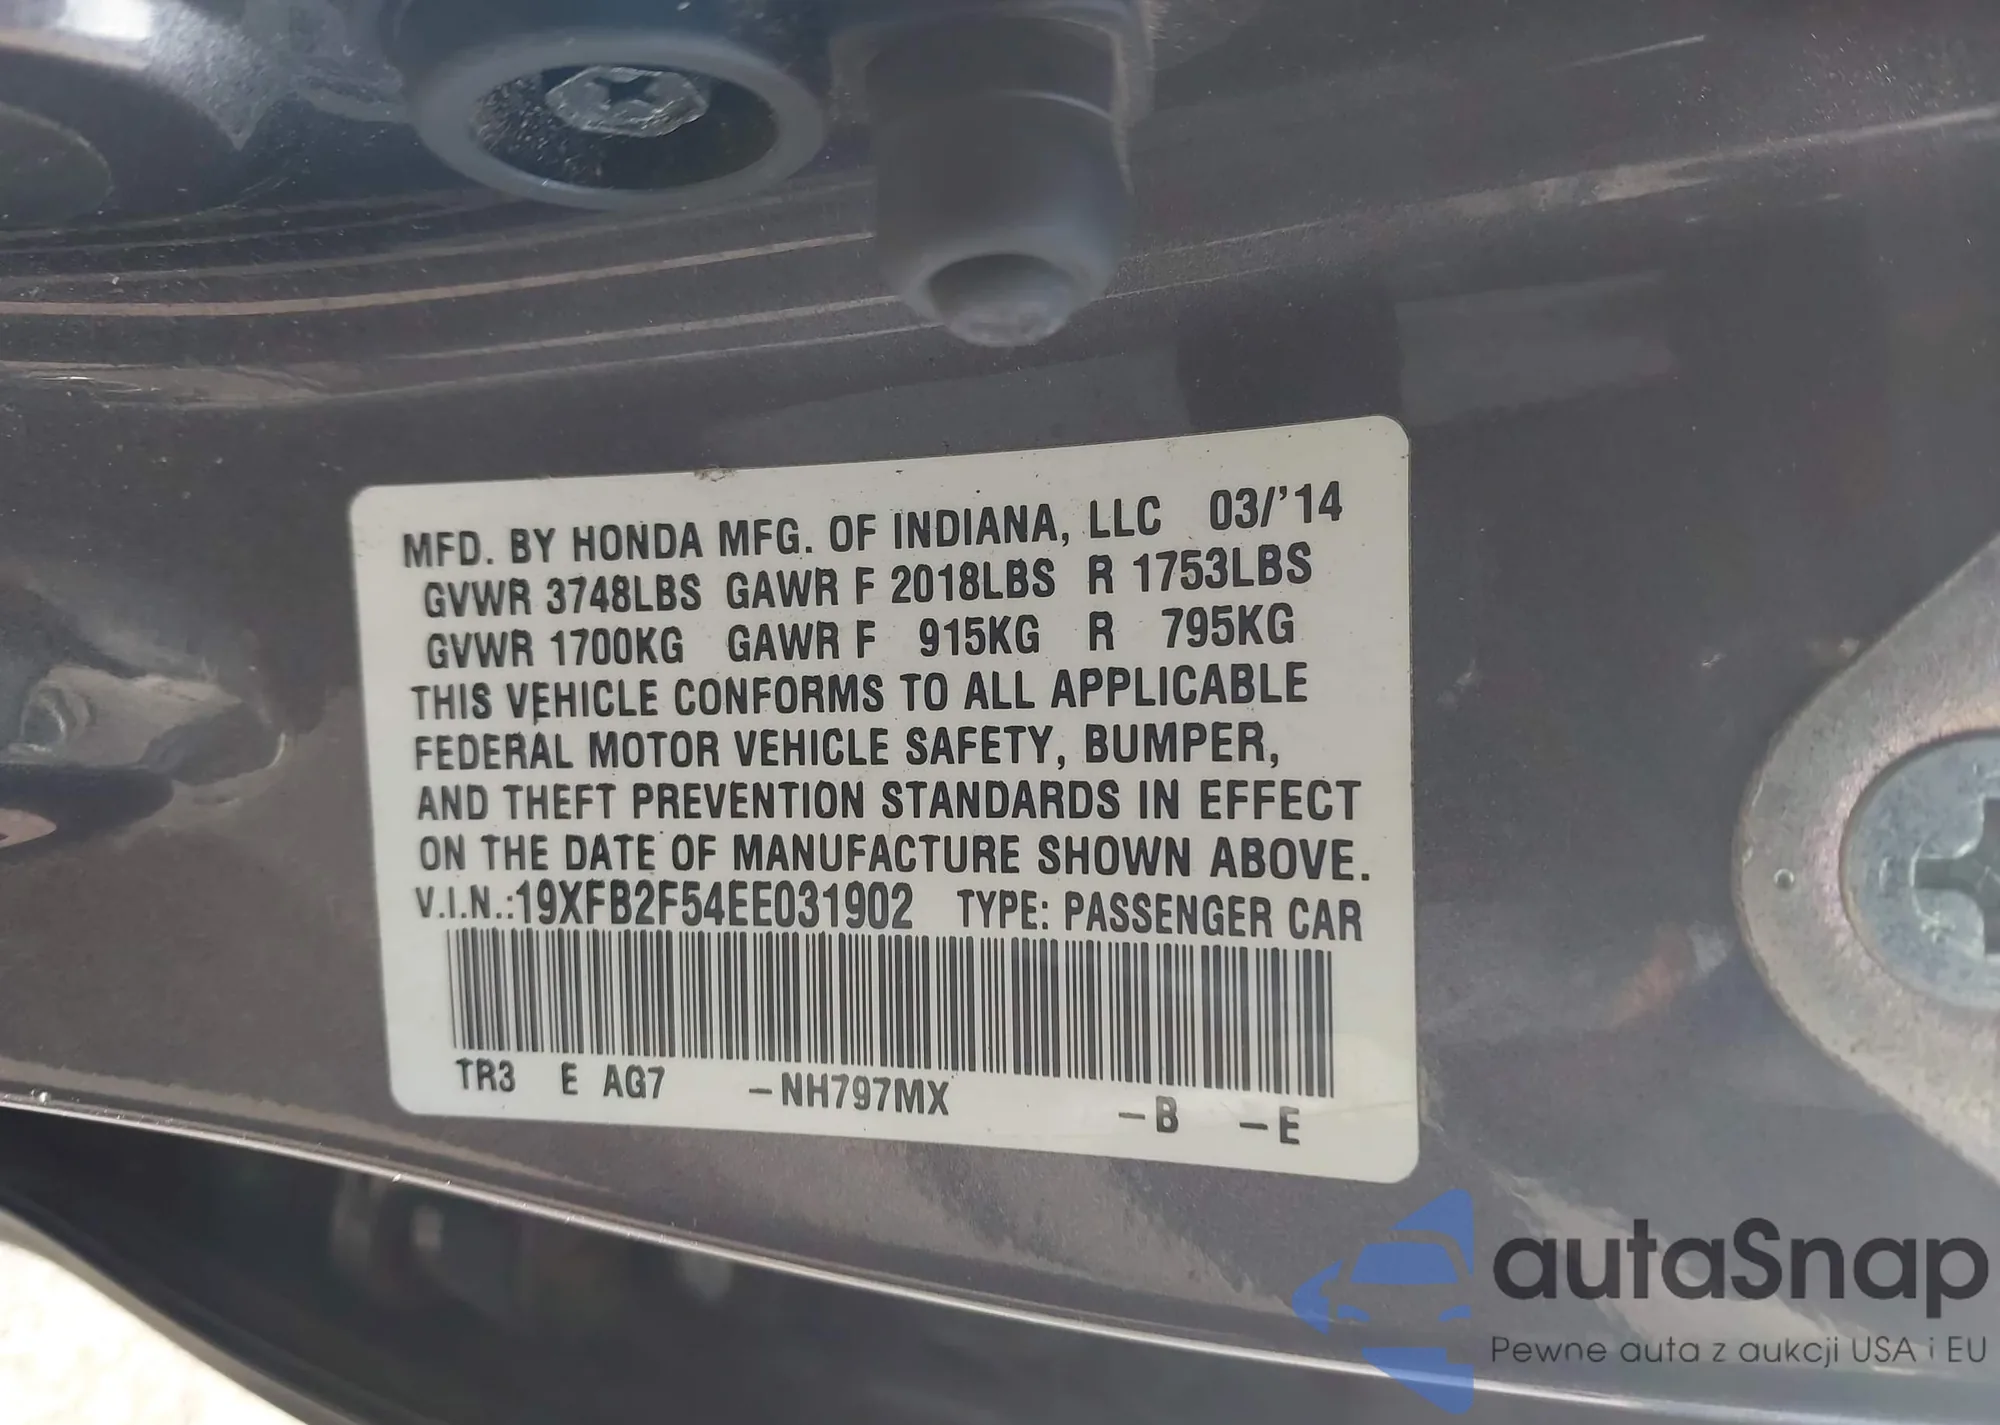 MFD. BY HONDA MFG. OF INDIANA, LLC 03/'14
GVWR 3748LBS GAWR F 2018LBS R 1753LBS
GVWR 1700KG GAWR F 915KG R 795KG
THIS VEHICLE CONFORMS TO ALL APPLICABLE
FEDERAL MOTOR VEHICLE SAFETY, BUMPER,
AND THEFT PREVENTION STANDARDS IN EFFECT
ON THE DATE OF MANUFACTURE SHOWN ABOVE.
V.I.N.:19XFB2F54EE031902 TYPE: PASSENGER CAR
TR3 E AG7 –NH797MX –B –E
autaSnap
Pewne auta z aukcji USA i EU